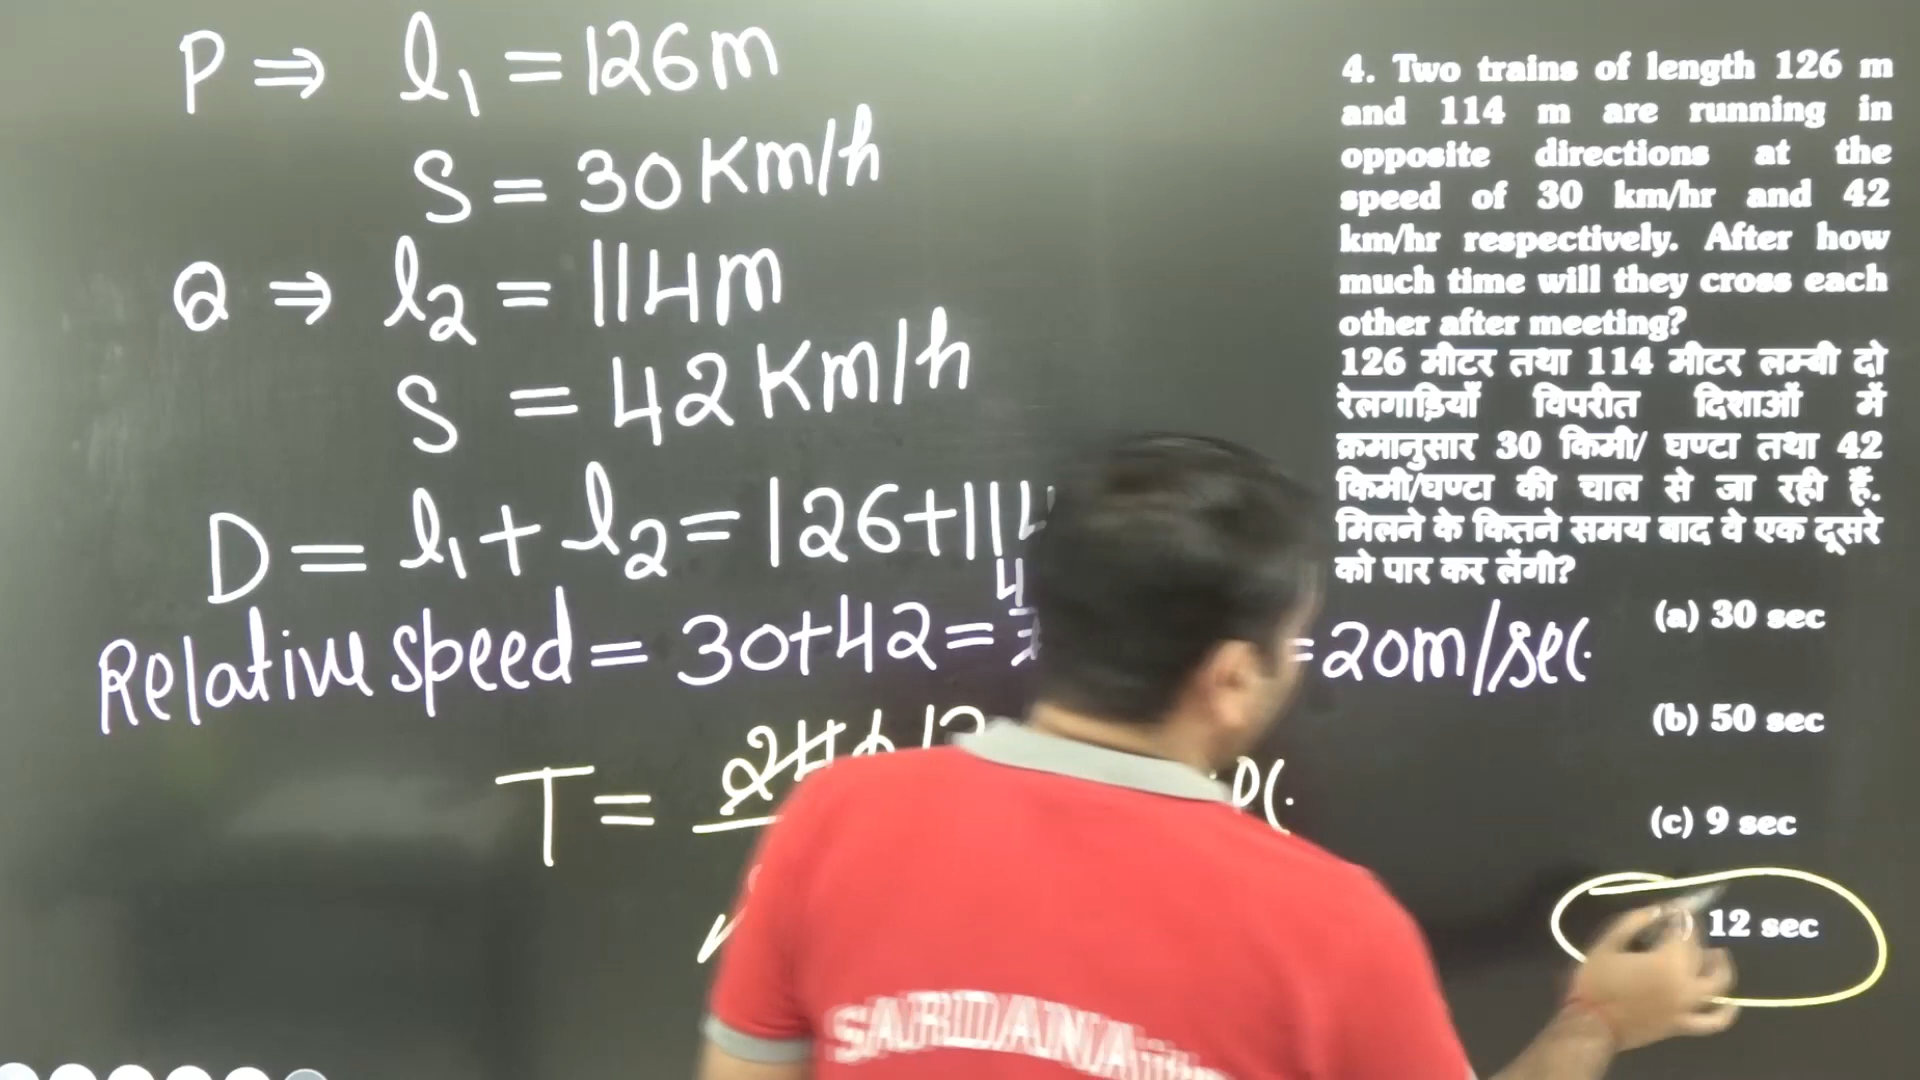 P ⇒ l₁ = 126m
S = 30 Km/h
Q ⇒ l₂ = 114m
S = 42 Km/h
D = l₁ + l₂ = 126+114
4
Relative speed = 30+42 = = 20m/sec.
T = 240 12
4. Two trains of length 126 m
and 114 m are running in
opposite directions at the
speed of 30 km/hr and 42
km/hr respectively. After how
much time will they cross each
other after meeting?
126 मीटर तथा 114 मीटर लम्बी दो
रेलगाड़ियाँ विपरीत दिशाओं में
क्रमानुसार 30 किमी/ घण्टा तथा 42
किमी/घण्टा की चाल से जा रही हैं.
मिलने के कितने समय बाद वे एक दूसरे
को पार कर लेंगी?
(a) 30 sec
(b) 50 sec
(c) 9 sec
12 sec
SARDANA